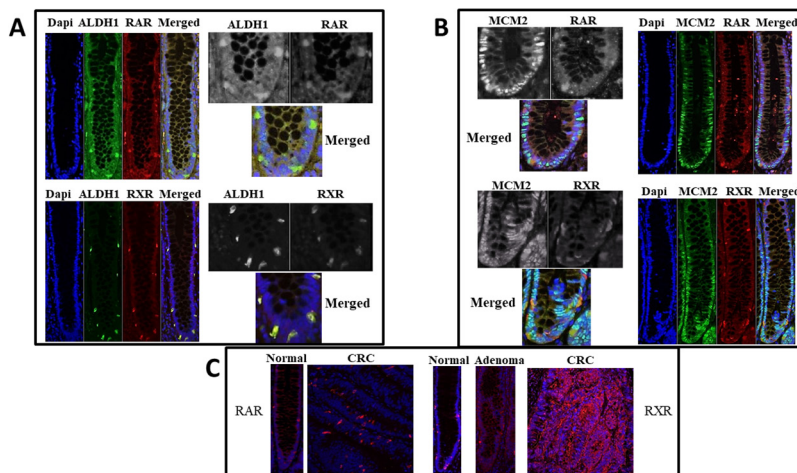 A
Dapi ALDH1 RAR Merged
ALDH1 RAR
Merged
Dapi ALDH1 RXR Merged
ALDH1 RXR
Merged
B
MCM2 RAR
Merged
Dapi MCM2 RAR Merged
MCM2 RXR
Merged
Dapi MCM2 RXR Merged
C
Normal CRC Normal Adenoma CRC
RAR RXR